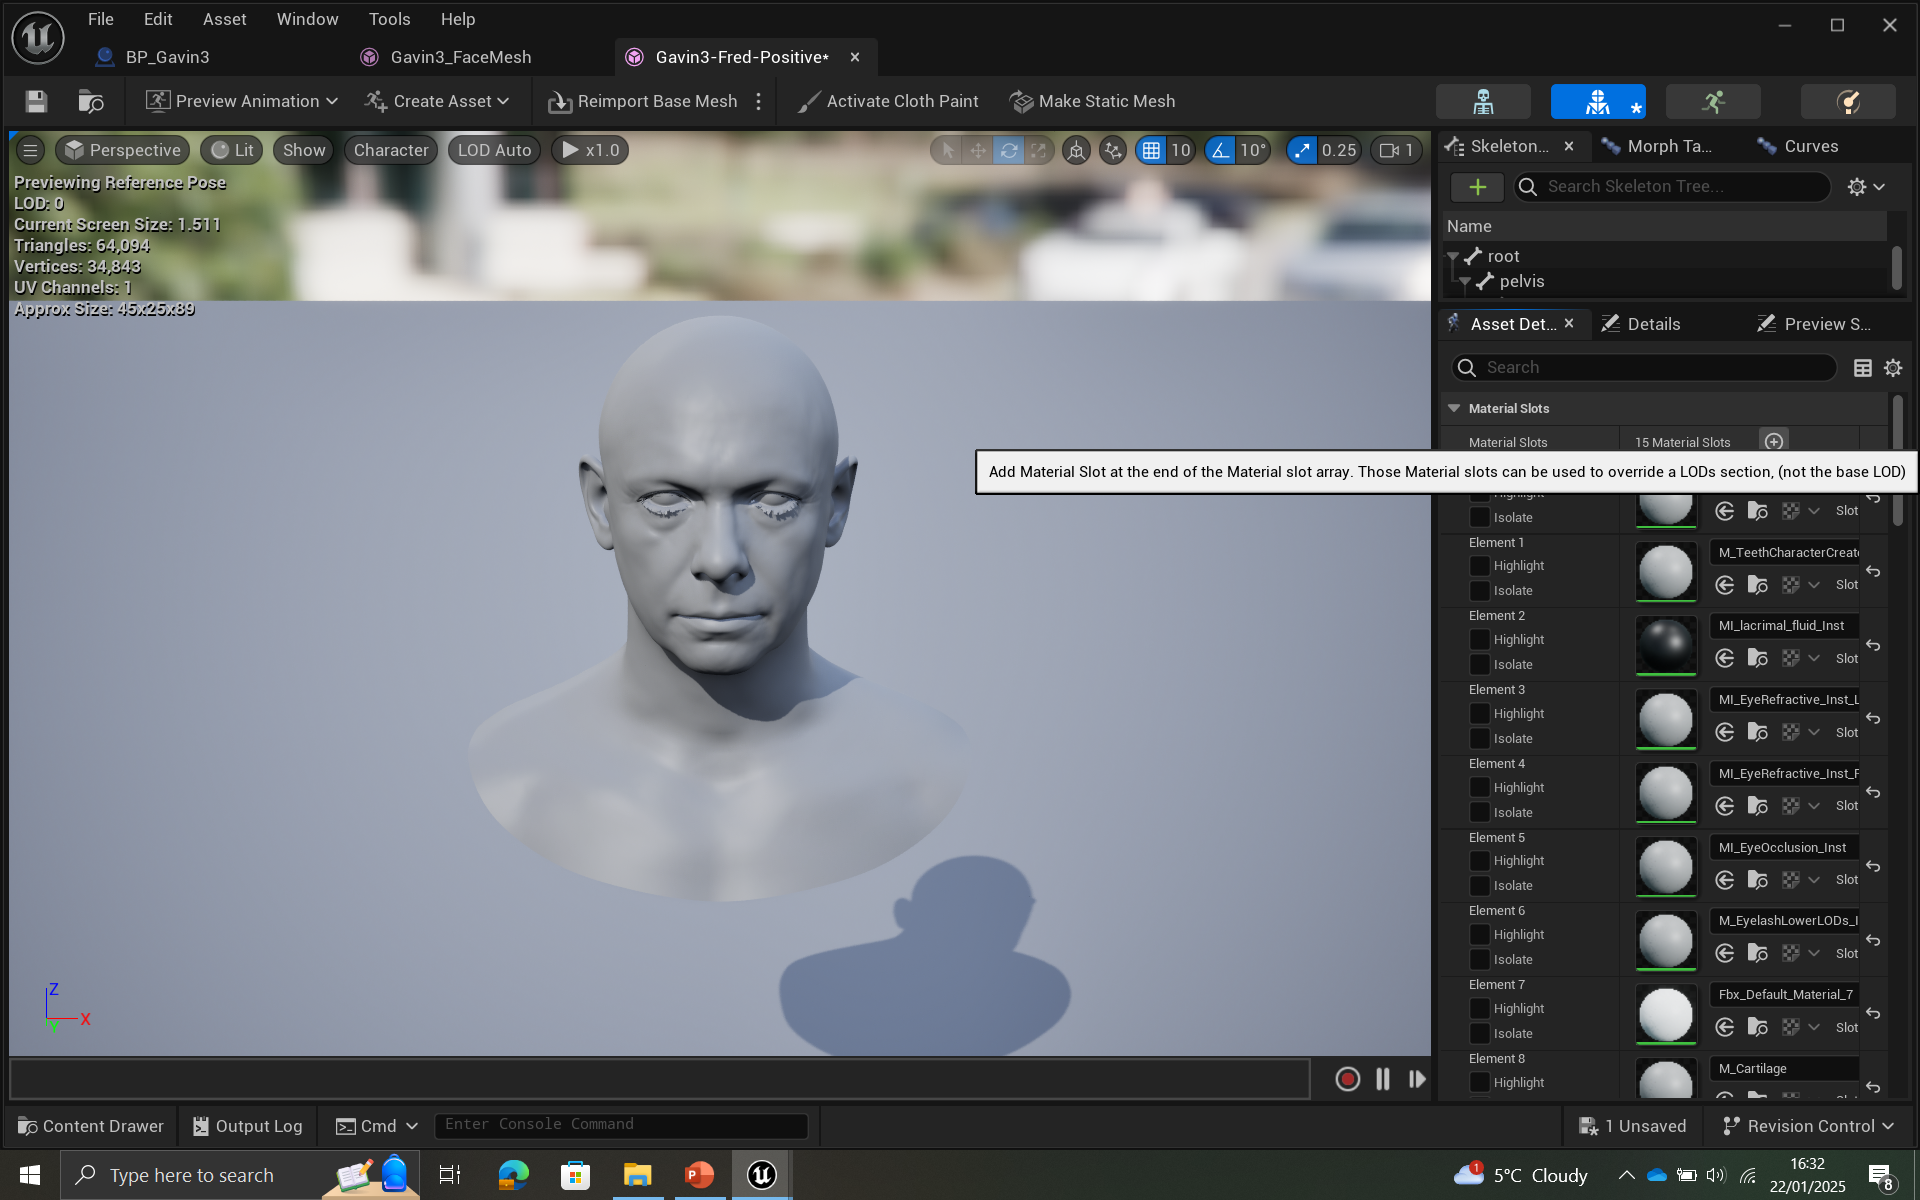 File Edit Asset Window Tools Help
BP_Gavin3 Gavin3_FaceMesh Gavin3-Fred-Positive*
Preview Animation Create Asset Reimport Base Mesh Activate Cloth Paint Make Static Mesh
Perspective Lit Show Character LOD Auto x1.0 10 10° 0.25 1
Previewing Reference Pose
LOD: 0
Current Screen Size: 1.511
Triangles: 64,094
Vertices: 34,843
UV Channels: 1
Approx Size: 45x25x89
Z
X
Y
Skeleton... Morph Ta... Curves
Search Skeleton Tree...
Name
root
pelvis
Asset Det... Details Preview S...
Search
Material Slots
Material Slots 15 Material Slots
Add Material Slot at the end of the Material slot array. Those Material slots can be used to override a LODs section, (not the base LOD)
Highlight
Isolate Slot
Element 1 M_TeethCharacterCreate
Highlight
Isolate Slot
Element 2 MI_lacrimal_fluid_Inst
Highlight
Isolate Slot
Element 3 MI_EyeRefractive_Inst_L
Highlight
Isolate Slot
Element 4 MI_EyeRefractive_Inst_R
Highlight
Isolate Slot
Element 5 MI_EyeOcclusion_Inst
Highlight
Isolate Slot
Element 6 M_EyelashLowerLODs_I
Highlight
Isolate Slot
Element 7 Fbx_Default_Material_7
Highlight
Isolate Slot
Element 8 M_Cartilage
Highlight
Content Drawer Output Log Cmd Enter Console Command 1 Unsaved Revision Control
Type here to search P 1 5°C Cloudy 16:32
22/01/2025 8